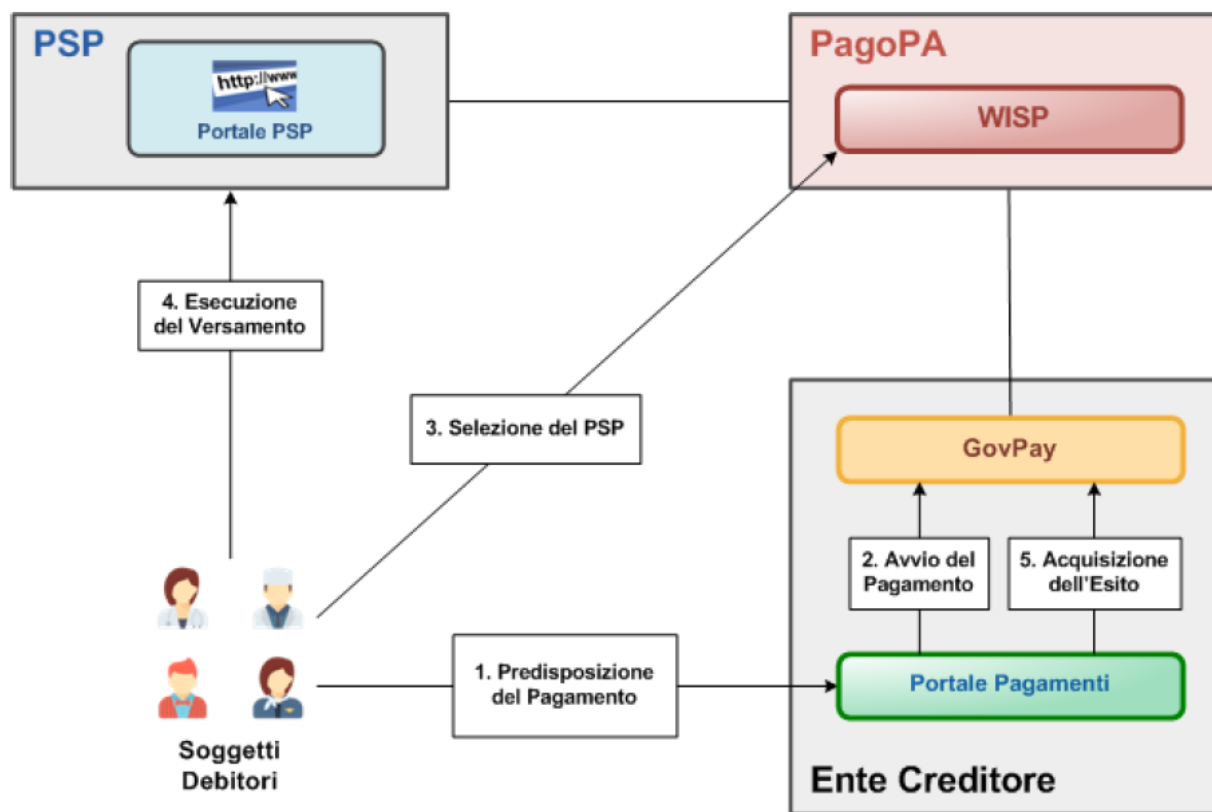 PSP
http://www
Portale PSP
PagoPA
WISP
4. Esecuzione
del Versamento
3. Selezione del PSP
GovPay
2. Avvio del
Pagamento
5. Acquisizione
dell'Esito
1. Predisposizione
del Pagamento
Portale Pagamenti
Soggetti
Debitori
Ente Creditore